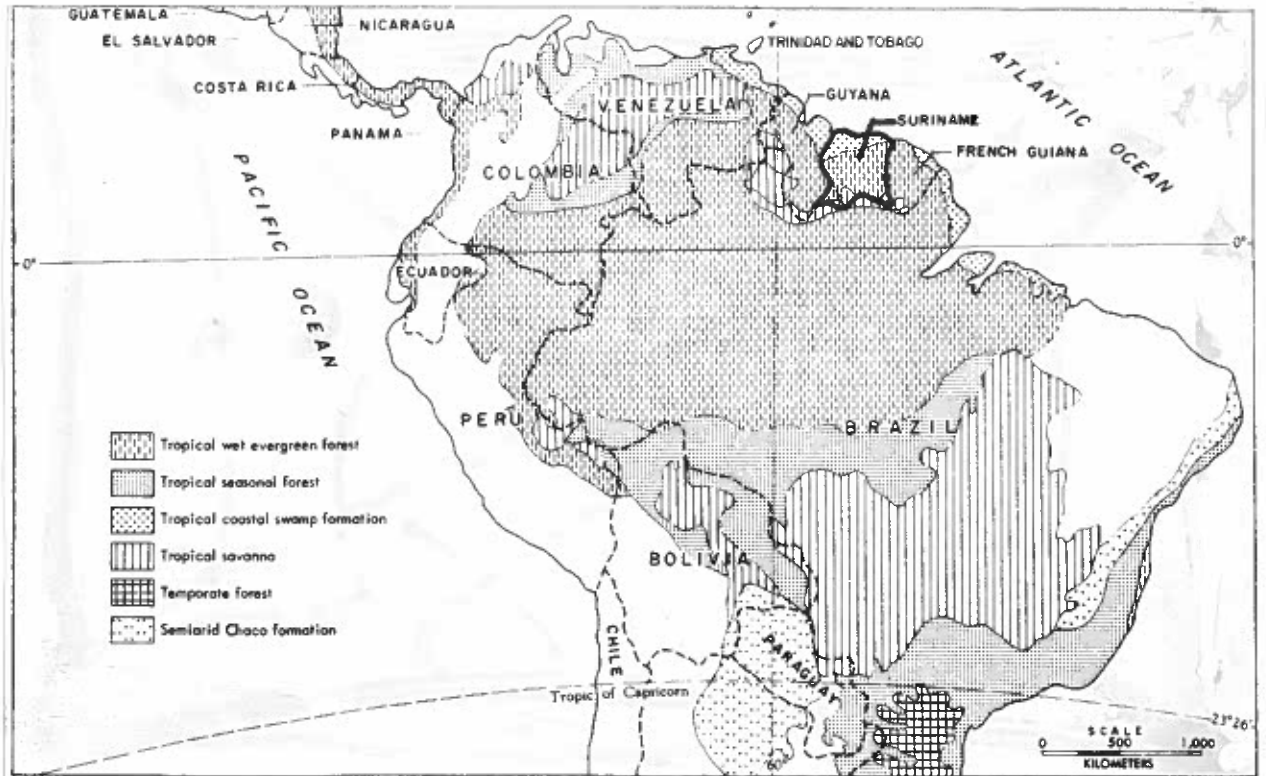 GUATEMALA
NICARAGUA
EL SALVADOR
TRINIDAD AND TOBAGO
ATLANTIC OCEAN
COSTA RICA
VENEZUELA
GUYANA
PANAMA
SURINAME
FRENCH GUIANA
PACIFIC OCEAN
COLOMBIA
0°
0°
ECUADOR
PERU
BRAZIL
Tropical wet evergreen forest
Tropical seasonal forest
Tropical coastal swamp formation
Tropical savanna
Temporate forest
Semiarid Chaco formation
BOLIVIA
CHILE
PARAGUAY
Tropic of Capricorn
23°26'
60°
SCALE
0 500 1,000
KILOMETERS